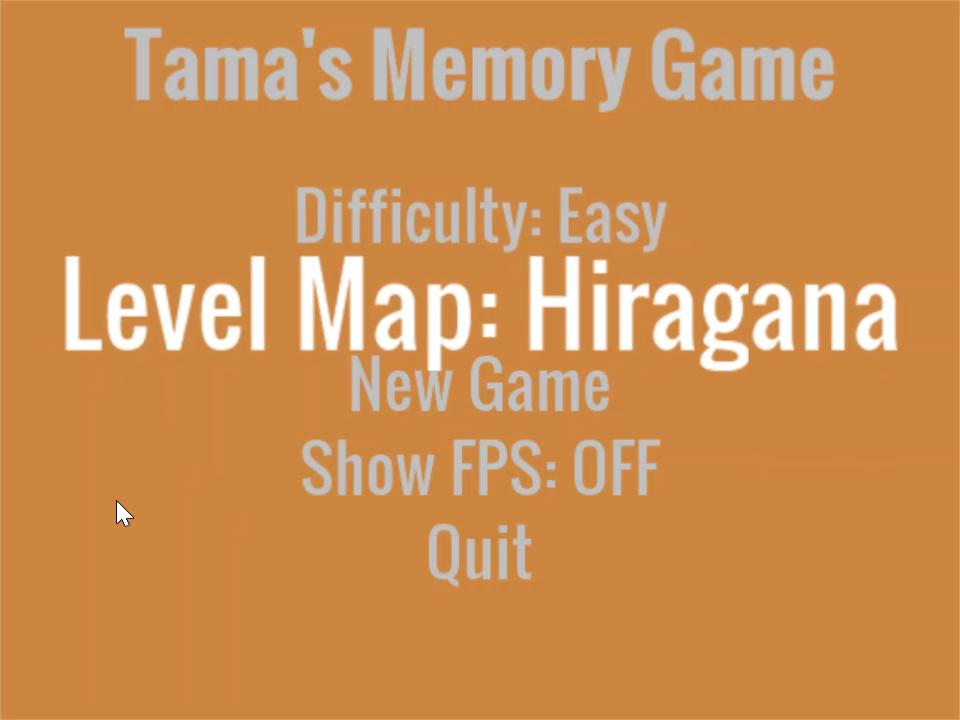 Tama's Memory Game
Difficulty: Easy
Level Map: Hiragana
New Game
Show FPS: OFF
Quit